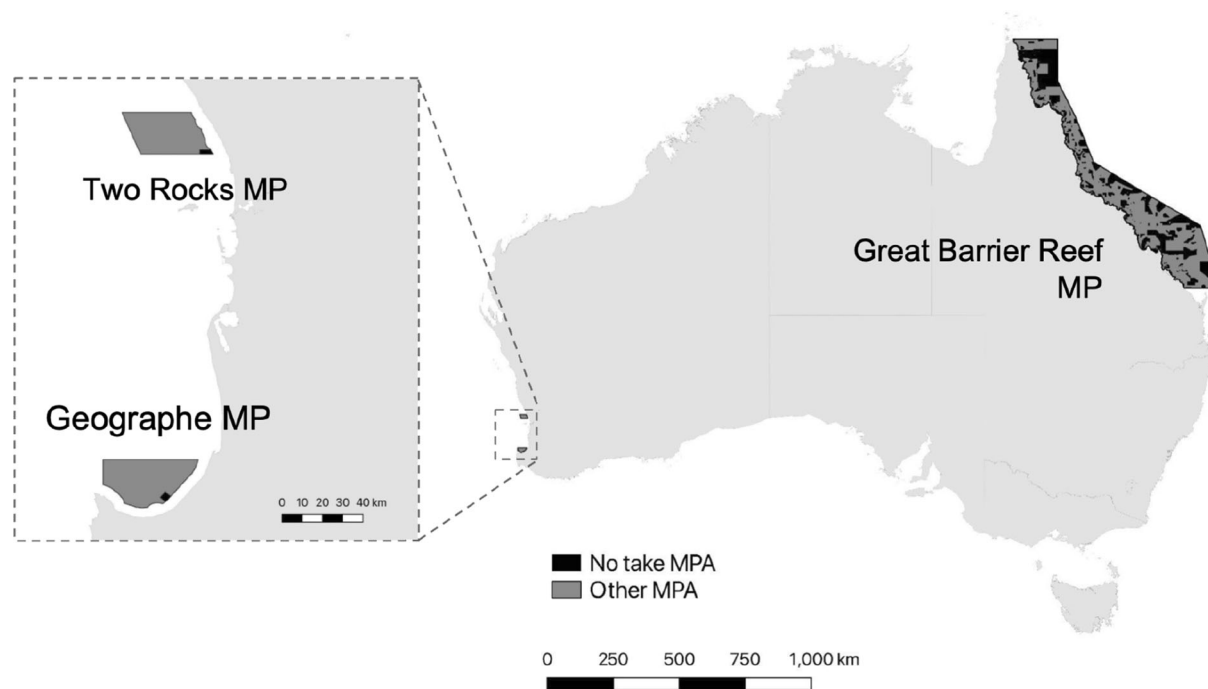 Two Rocks MP
Geographe MP
0 10 20 30 40 km
Great Barrier Reef
MP
No take MPA
Other MPA
0 250 500 750 1,000 km